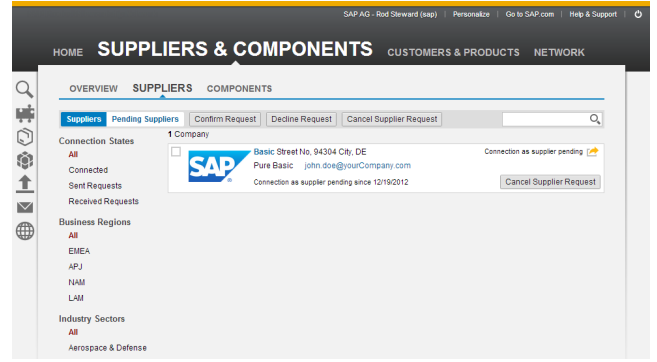 SAP AG - Rod Steward (sap) | Personalize | Go to SAP.com | Help & Support
HOME SUPPLIERS & COMPONENTS CUSTOMERS & PRODUCTS NETWORK
OVERVIEW SUPPLIERS COMPONENTS
Suppliers Pending Suppliers Confirm Request Decline Request Cancel Supplier Request
1 Company
Connection States
All
Connected
Sent Requests
Received Requests
Business Regions
All
EMEA
APJ
NAM
LAM
Industry Sectors
All
Aerospace & Defense
SAP
Basic Street No, 94304 City, DE
Connection as supplier pending
Pure Basic john.doe@yourCompany.com
Connection as supplier pending since 12/19/2012
Cancel Supplier Request